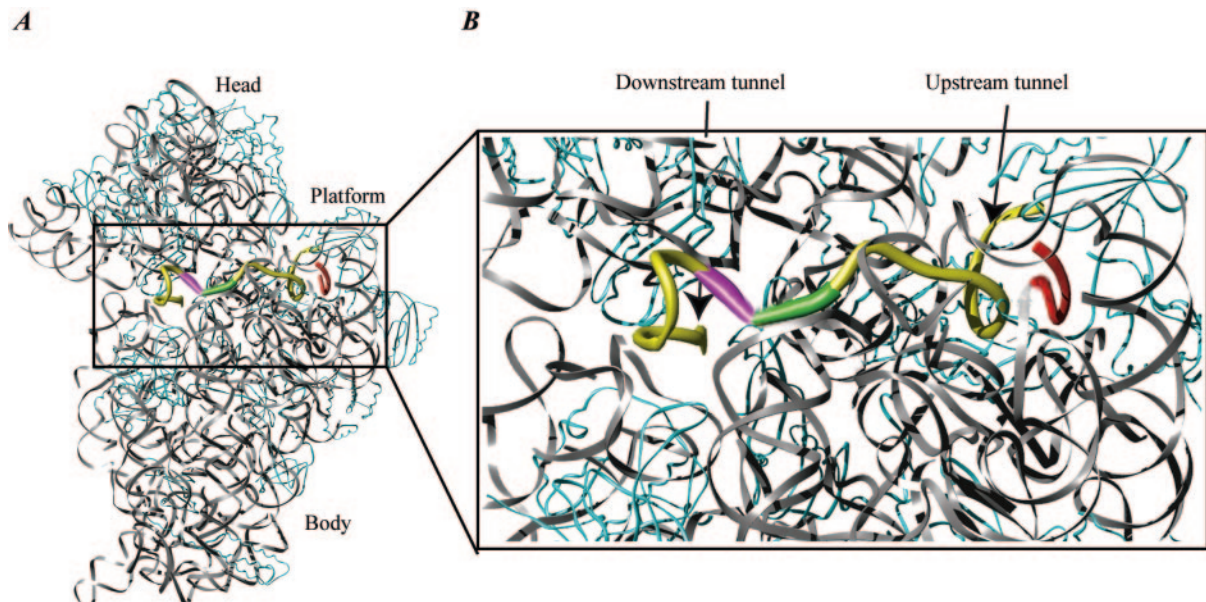 A
B
Head
Platform
Body
Downstream tunnel
Upstream tunnel